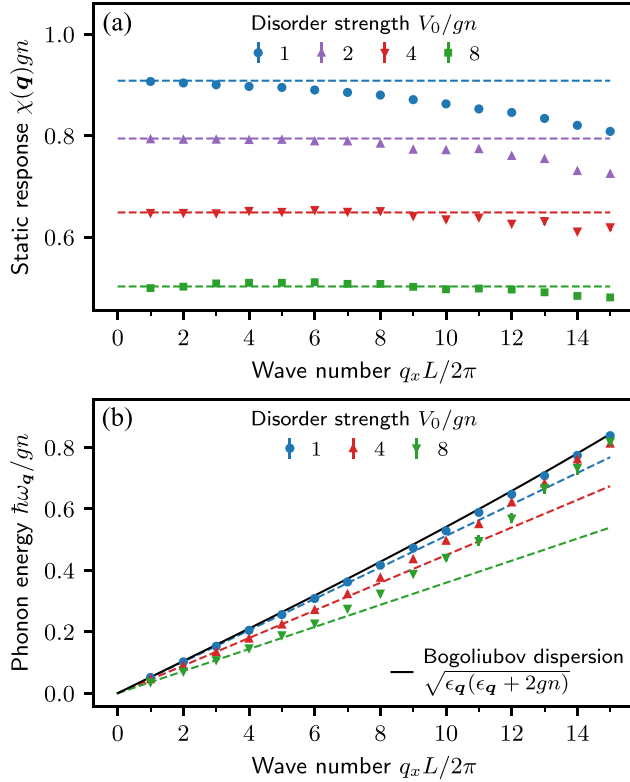 (a)
Disorder strength V₀/gn
1 2 4 8
Static response χ(q)gn
1.0
0.8
0.6
0 2 4 6 8 10 12 14
Wave number qₓL/2π
(b)
Disorder strength V₀/gn
1 4 8
Phonon energy ħω_q/gn
0.8
0.6
0.4
0.2
0.0
Bogoliubov dispersion
√(ϵ_q(ϵ_q + 2gn))
0 2 4 6 8 10 12 14
Wave number qₓL/2π